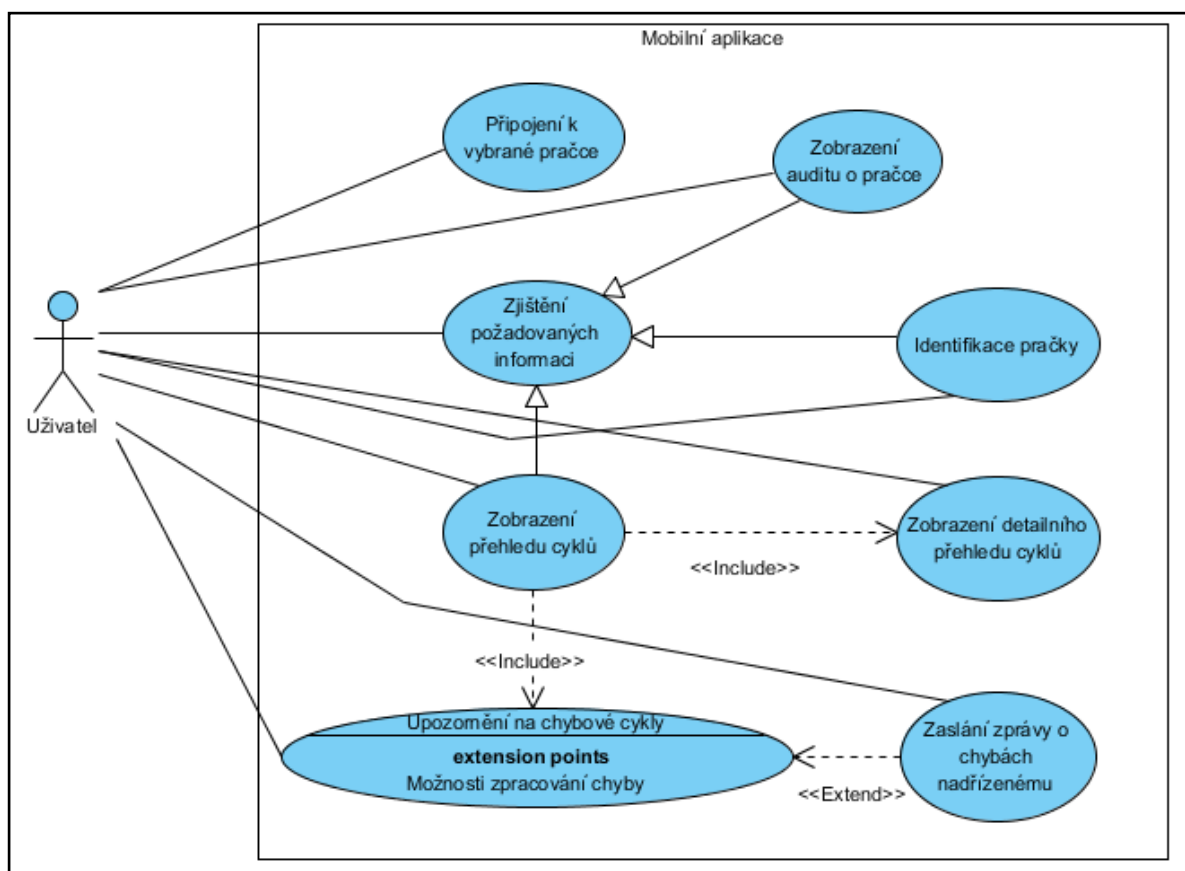 Mobilní aplikace
Připojení k
vybrané pračce
Zobrazení
auditu o pračce
Zjištění
požadovaných
informaci
Identifikace pračky
Uživatel
Zobrazení
přehledu cyklů
Zobrazení detailního
přehledu cyklů
<<Include>>
<<Include>>
Upozornění na chybové cykly
extension points
Možnosti zpracování chyby
Zaslání zprávy o
chybách
nadřízenému
<<Extend>>